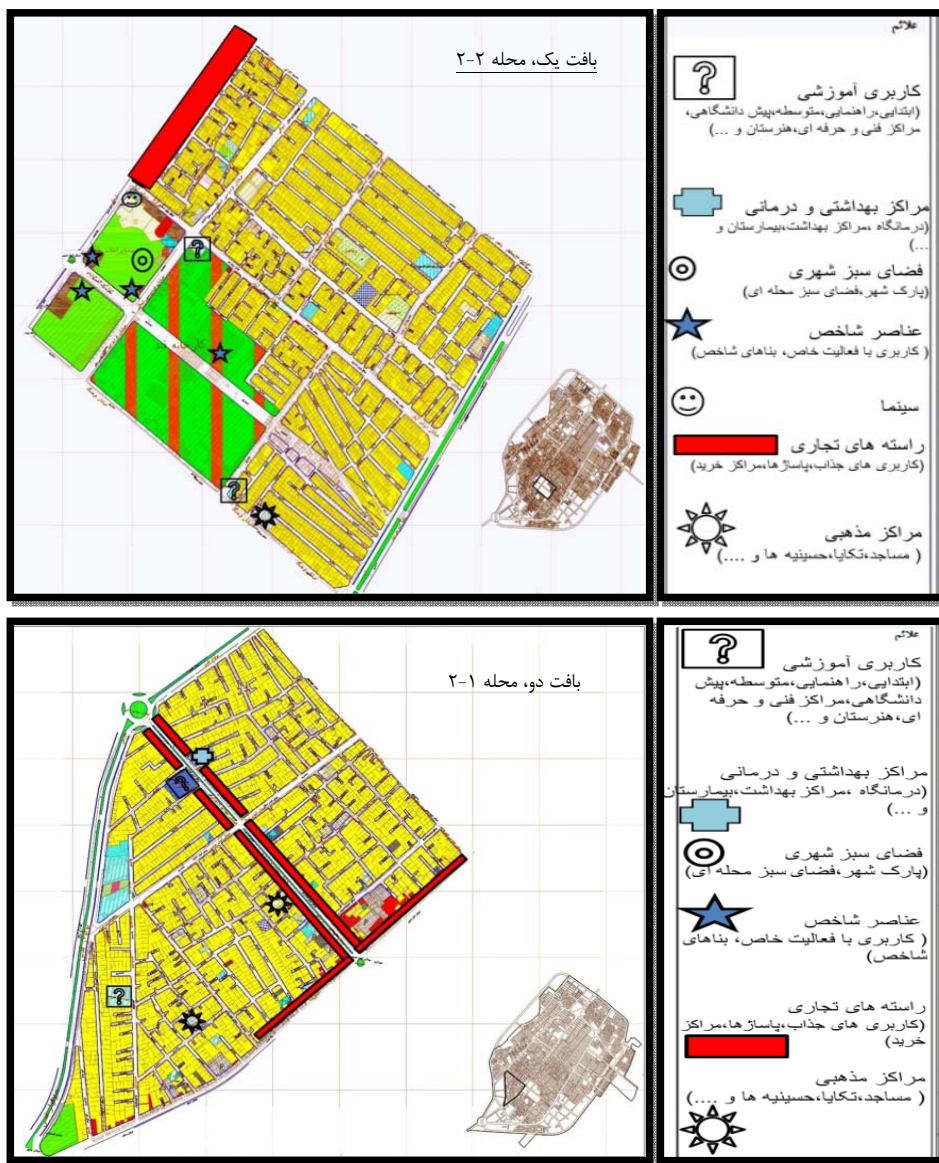 بافت یک، محله ۲-۲
علائم
?
کاربری آموزشی
(ابتدایی،راهنمایی،متوسطه،پیش دانشگاهی،
مراکز فنی و حرفه ای،هنرستان و ...)
مراکز بهداشتی و درمانی
(درمانگاه ،مراکز بهداشت،بیمارستان و
...)
فضای سبز شهری
(پارک شهر،فضای سبز محله ای)
عناصر شاخص
( کاربری با فعالیت خاص، بناهای شاخص)
سینما
راسته های تجاری
(کاربری های جذاب،پاساژها،مراکز خرید)
مراکز مذهبی
( مساجد،تکایا،حسینیه ها و ....)
?
?
کارخانه قند
بافت دو، محله ۱-۲
علائم
?
کاربری آموزشی
(ابتدایی،راهنمایی،متوسطه،پیش
دانشگاهی،مراکز فنی و حرفه
ای،هنرستان و ...)
مراکز بهداشتی و درمانی
(درمانگاه ،مراکز بهداشت،بیمارستان
و ...)
فضای سبز شهری
(پارک شهر،فضای سبز محله ای)
عناصر شاخص
( کاربری با فعالیت خاص، بناهای
شاخص)
راسته های تجاری
(کاربری های جذاب،پاساژها،مراکز
خرید)
مراکز مذهبی
( مساجد،تکایا،حسینیه ها و ....)
?
?